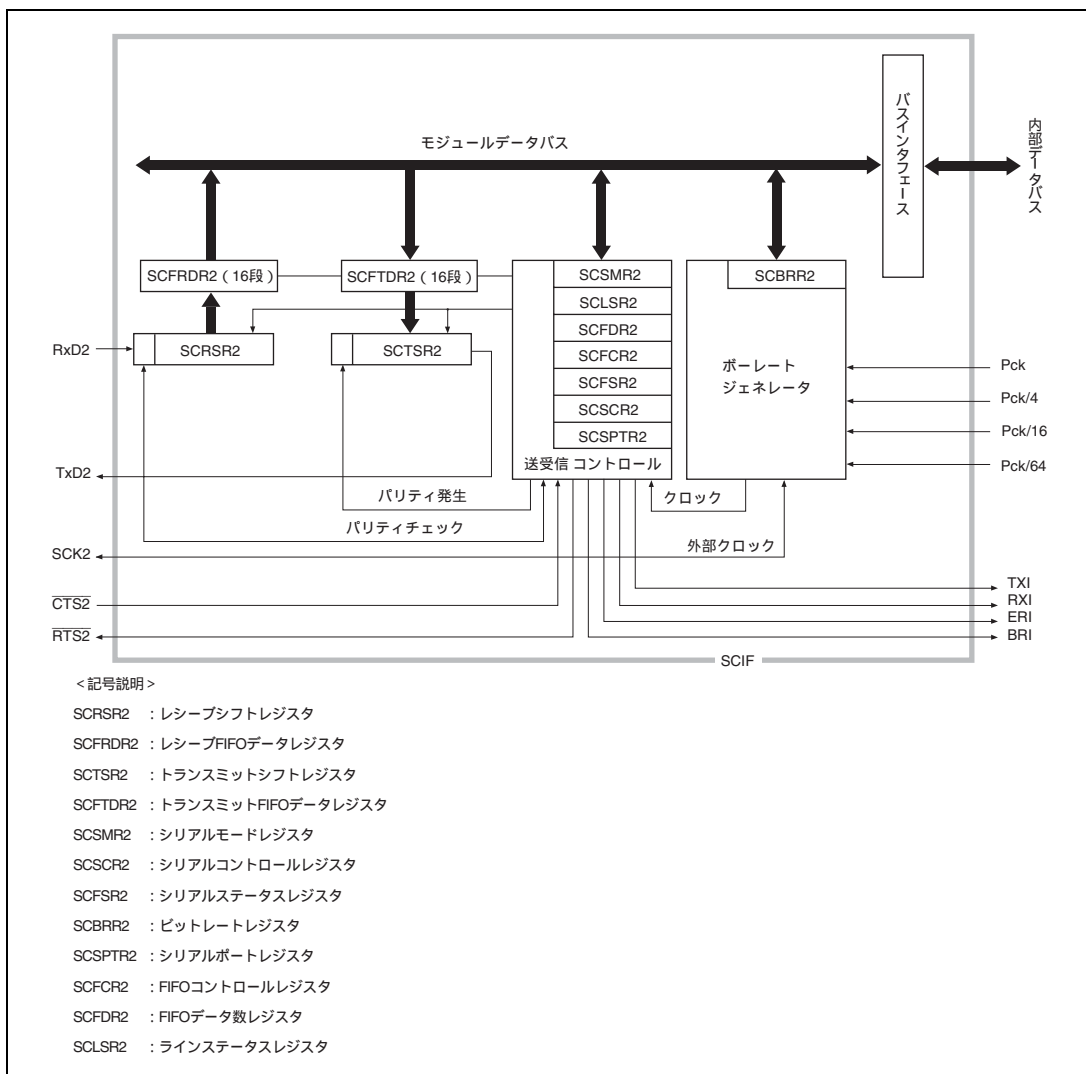 モジュールデータバス
バスインタフェース
内部データバス
SCFRDR2（16段）
SCFTDR2（16段）
SCSMR2
SCBRR2
SCLSR2
SCFDR2
RxD2
SCRSR2
SCTSR2
SCFCR2
ボーレート
ジェネレータ
Pck
SCFSR2
Pck/4
SCSCR2
SCSPTR2
Pck/16
送受信 コントロール
Pck/64
TxD2
パリティ発生
クロック
パリティチェック
SCK2
外部クロック
CTS2
RTS2
TXI
RXI
ERI
BRI
SCIF
＜記号説明＞
SCRSR2 ：レシーブシフトレジスタ
SCFRDR2 ：レシーブFIFOデータレジスタ
SCTSR2 ：トランスミットシフトレジスタ
SCFTDR2 ：トランスミットFIFOデータレジスタ
SCSMR2 ：シリアルモードレジスタ
SCSCR2 ：シリアルコントロールレジスタ
SCFSR2 ：シリアルステータスレジスタ
SCBRR2 ：ビットレートレジスタ
SCSPTR2 ：シリアルポートレジスタ
SCFCR2 ：FIFOコントロールレジスタ
SCFDR2 ：FIFOデータ数レジスタ
SCLSR2 ：ラインステータスレジスタ